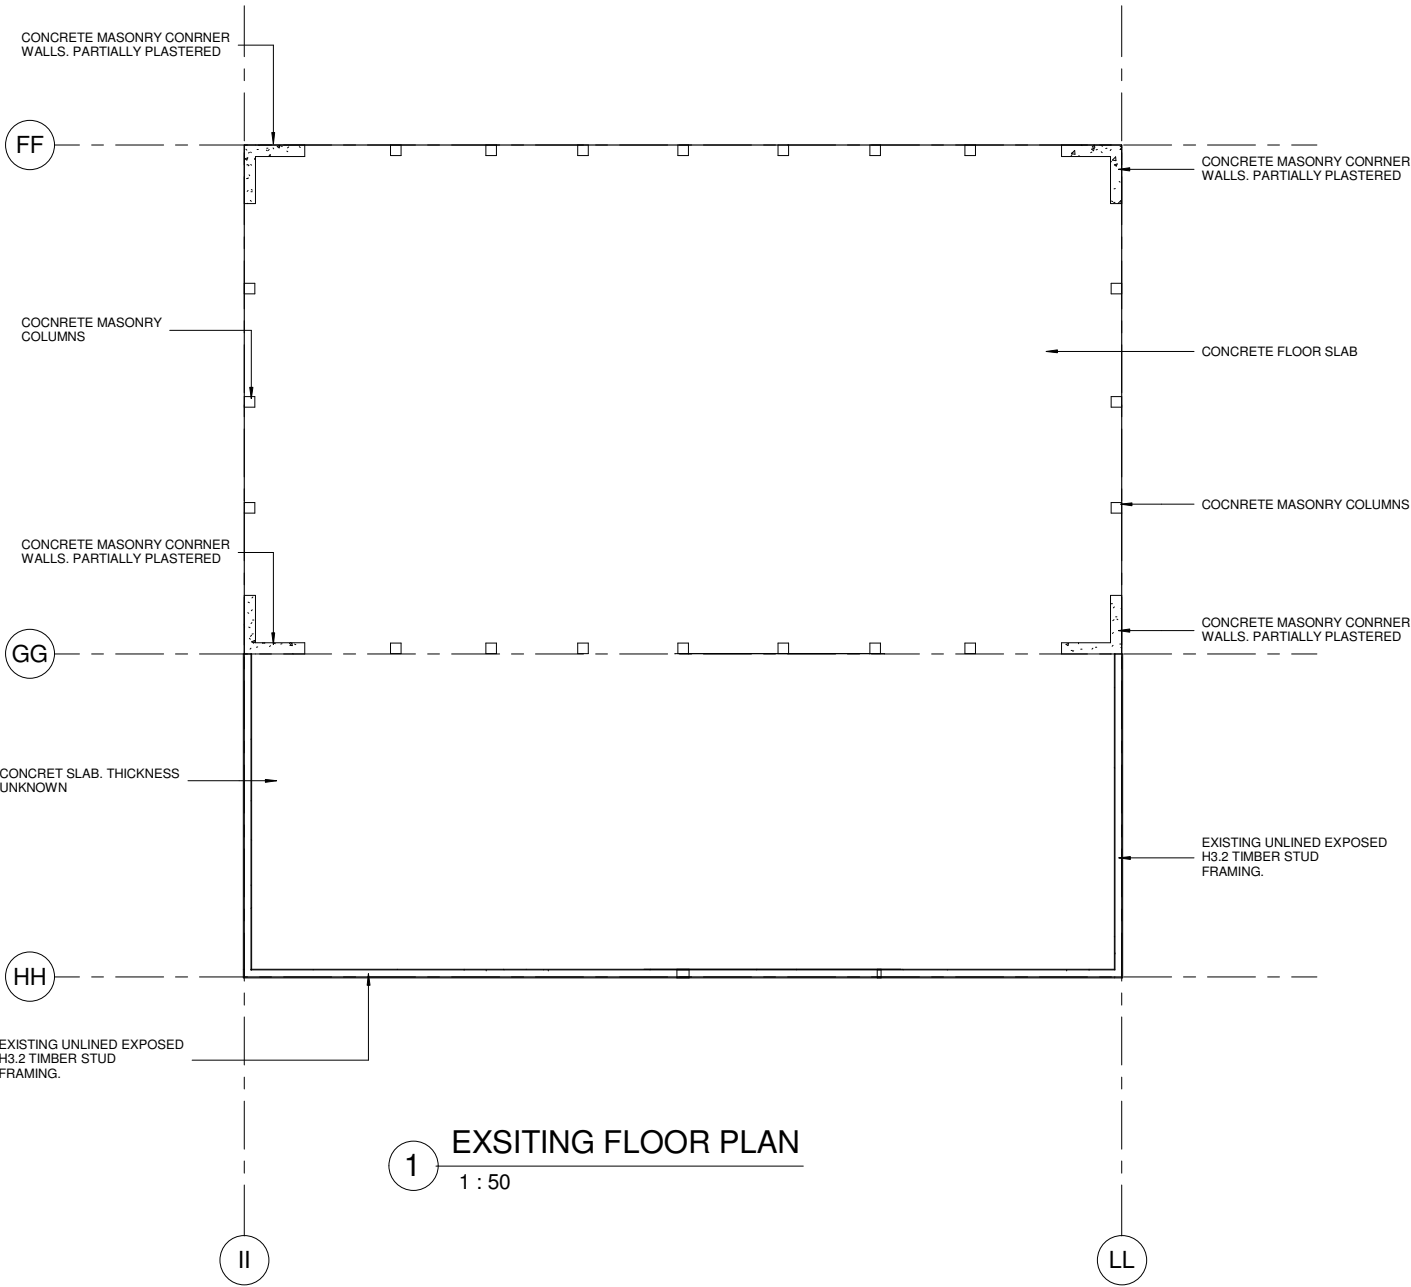 CONCRETE MASONRY CONRNER
WALLS. PARTIALLY PLASTERED
FF
CONCRETE MASONRY CONRNER
WALLS. PARTIALLY PLASTERED
COCNRETE MASONRY
COLUMNS
CONCRETE FLOOR SLAB
COCNRETE MASONRY COLUMNS
CONCRETE MASONRY CONRNER
WALLS. PARTIALLY PLASTERED
CONCRETE MASONRY CONRNER
WALLS. PARTIALLY PLASTERED
GG
CONCRET SLAB. THICKNESS
UNKNOWN
EXISTING UNLINED EXPOSED
H3.2 TIMBER STUD
FRAMING.
HH
EXISTING UNLINED EXPOSED
H3.2 TIMBER STUD
FRAMING.
1
EXSITING FLOOR PLAN
1 : 50
II
LL